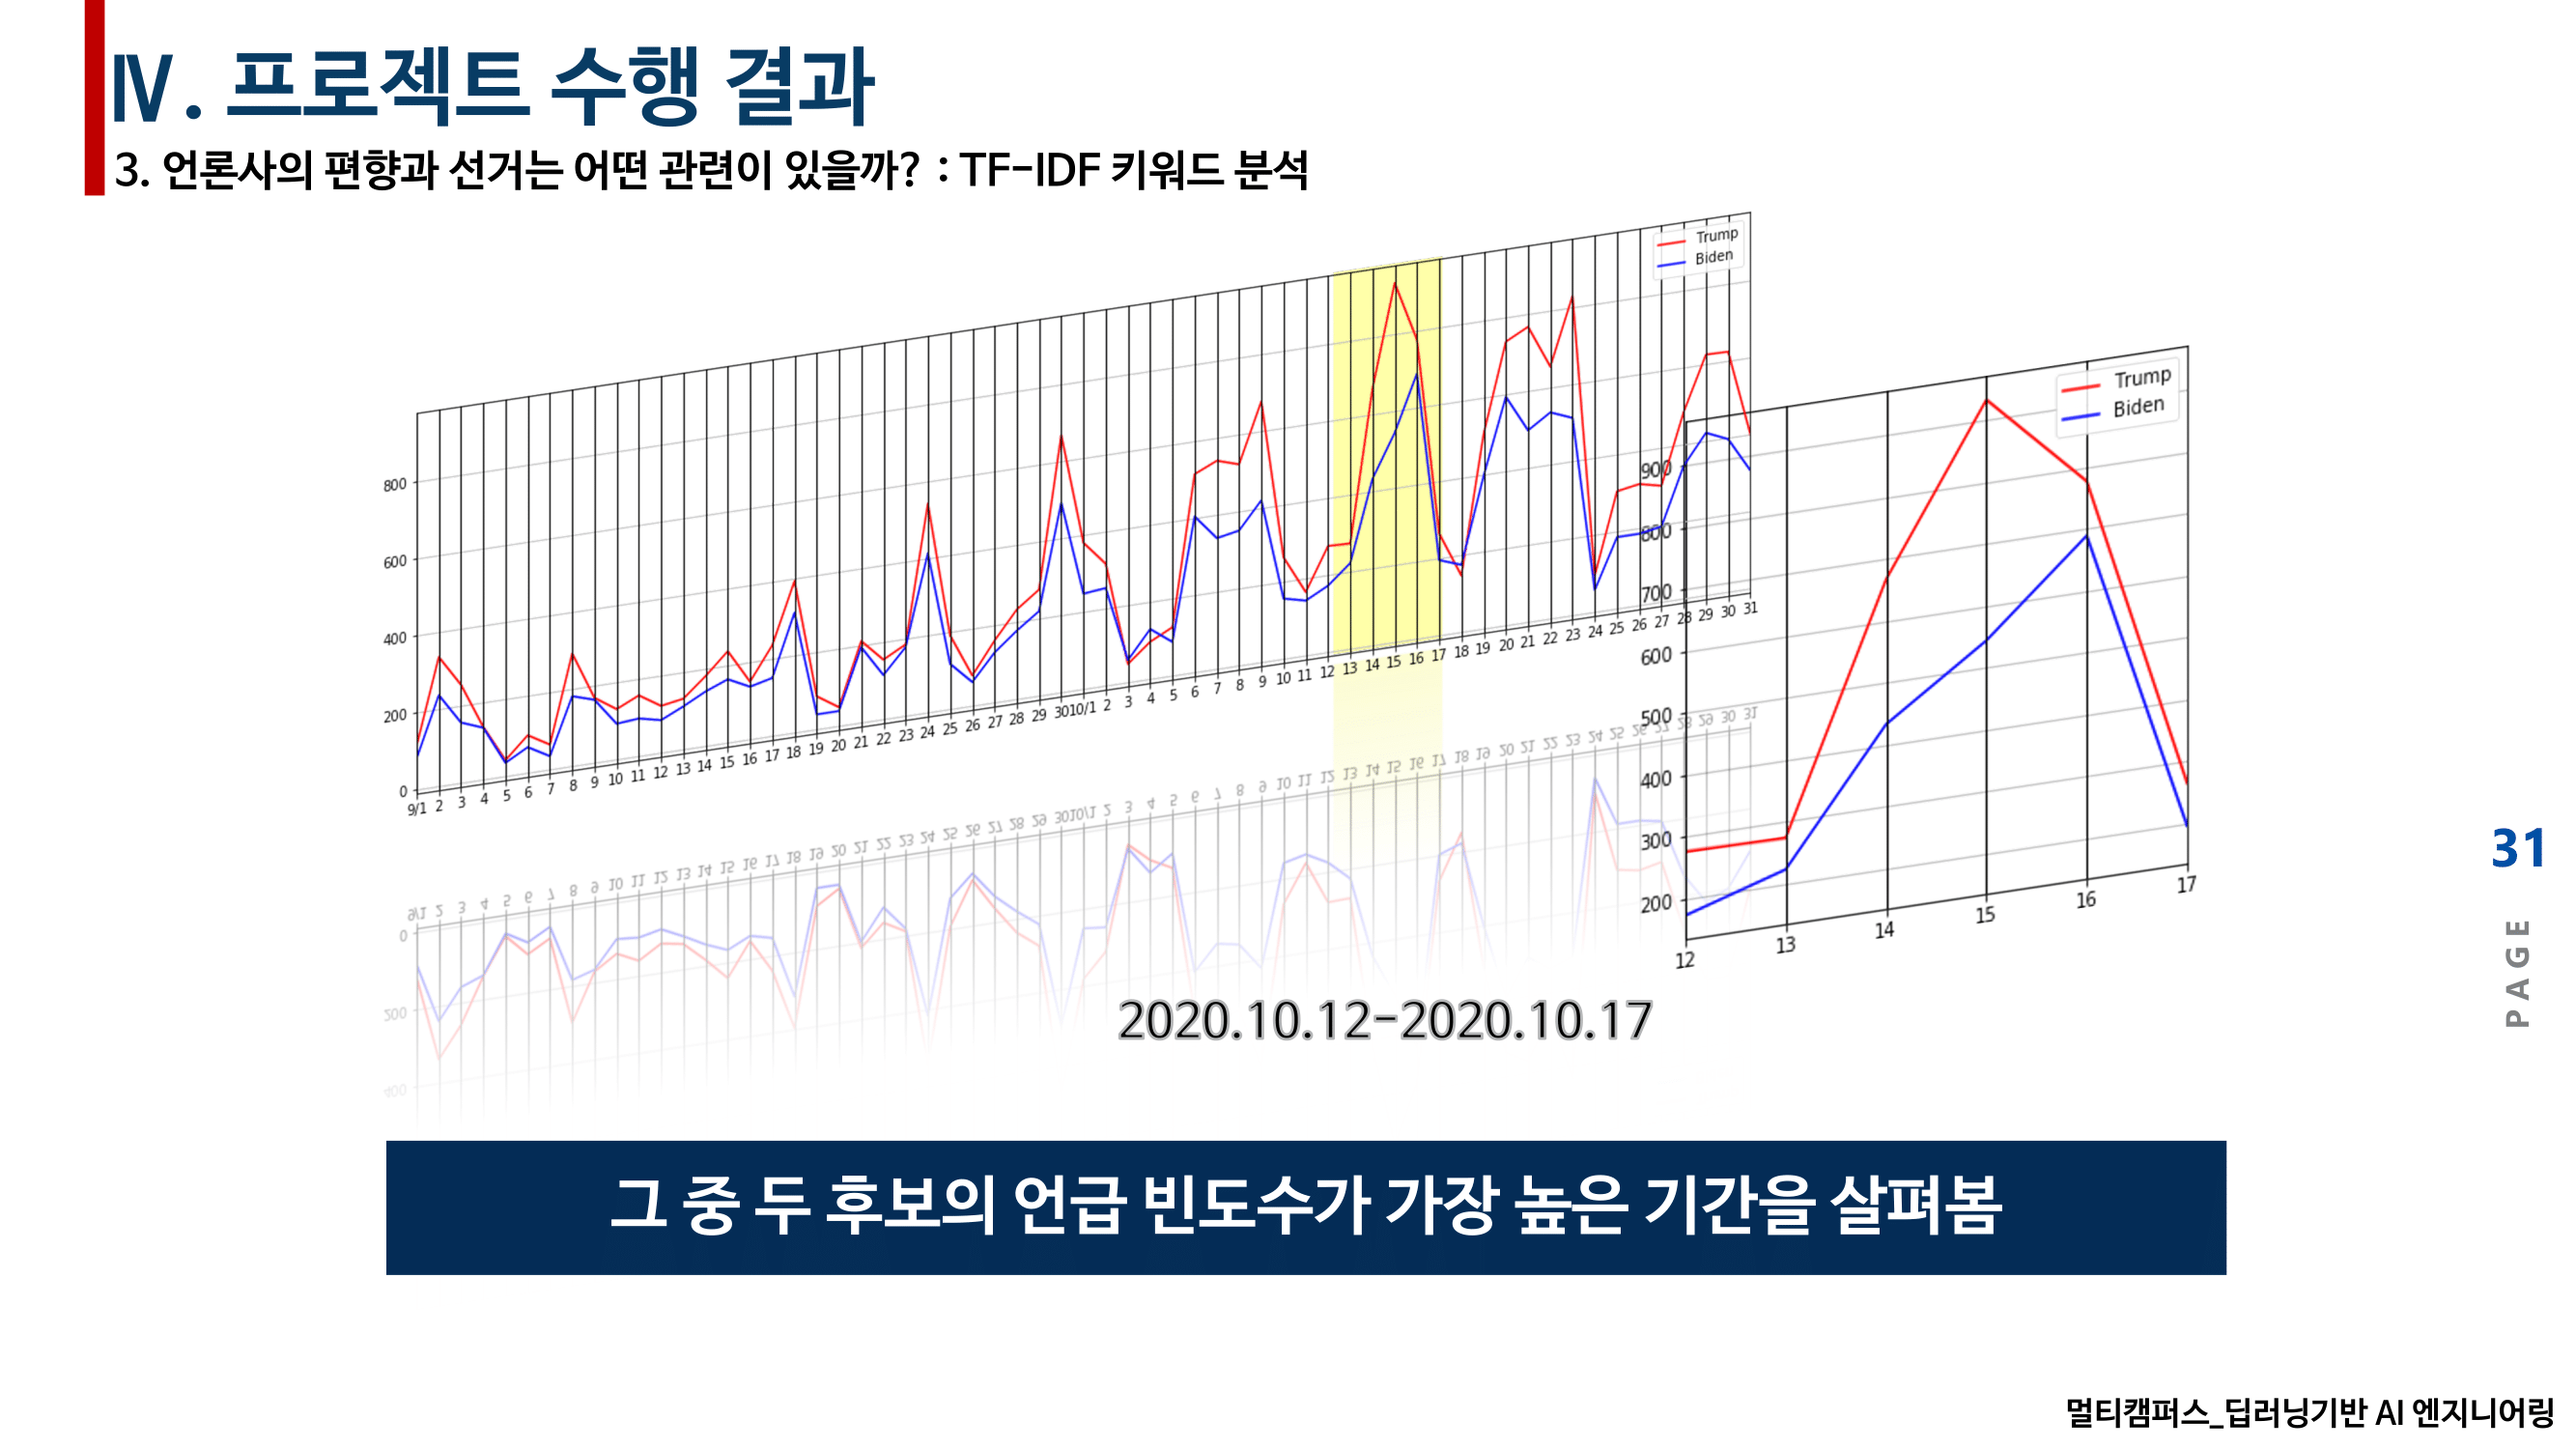 Ⅳ. 프로젝트 수행 결과
3. 언론사의 편향과 선거는 어떤 관련이 있을까? : TF-IDF 키워드 분석
Trump
Biden
800
600
400
200
0
9/1 2 3 4 5 6 7 8 9 10 11 12 13 14 15 16 17 18 19 20 21 22 23 24 25 26 27 28 29 30 10/1 2 3 4 5 6 7 8 9 10 11 12 13 14 15 16 17 18 19 20 21 22 23 24 25 26 27 28 29 30 31
Trump
Biden
900
800
700
600
500
400
300
200
12 13 14 15 16 17
2020.10.12-2020.10.17
그 중 두 후보의 언급 빈도수가 가장 높은 기간을 살펴봄
31
PAGE
멀티캠퍼스_딥러닝기반 AI 엔지니어링